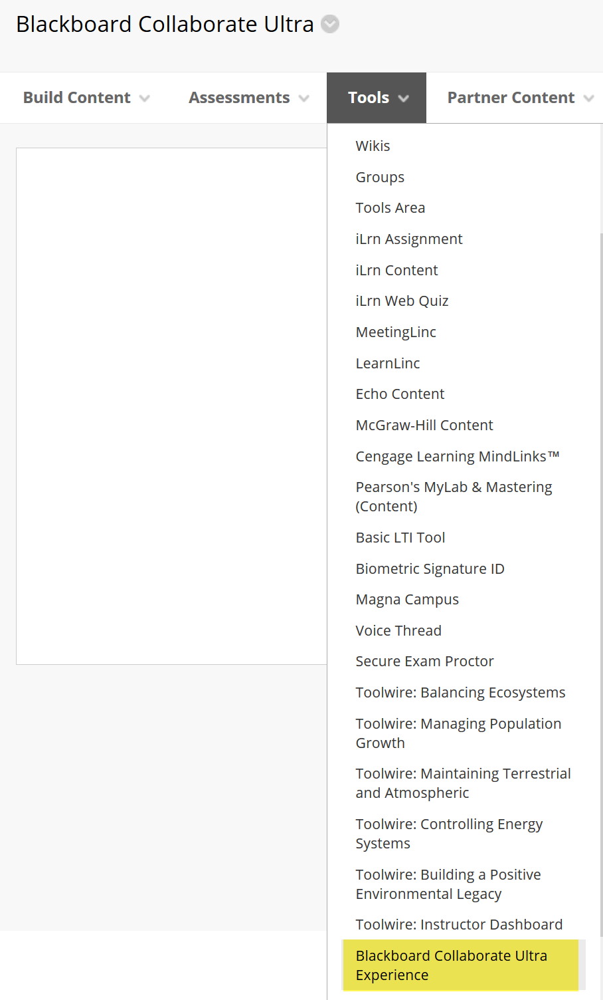 Blackboard Collaborate Ultra
Build Content Assessments Tools Partner Content
Wikis
Groups
Tools Area
iLrn Assignment
iLrn Content
iLrn Web Quiz
MeetingLinc
LearnLinc
Echo Content
McGraw-Hill Content
Cengage Learning MindLinks™
Pearson's MyLab & Mastering
(Content)
Basic LTI Tool
Biometric Signature ID
Magna Campus
Voice Thread
Secure Exam Proctor
Toolwire: Balancing Ecosystems
Toolwire: Managing Population
Growth
Toolwire: Maintaining Terrestrial
and Atmospheric
Toolwire: Controlling Energy
Systems
Toolwire: Building a Positive
Environmental Legacy
Toolwire: Instructor Dashboard
Blackboard Collaborate Ultra
Experience